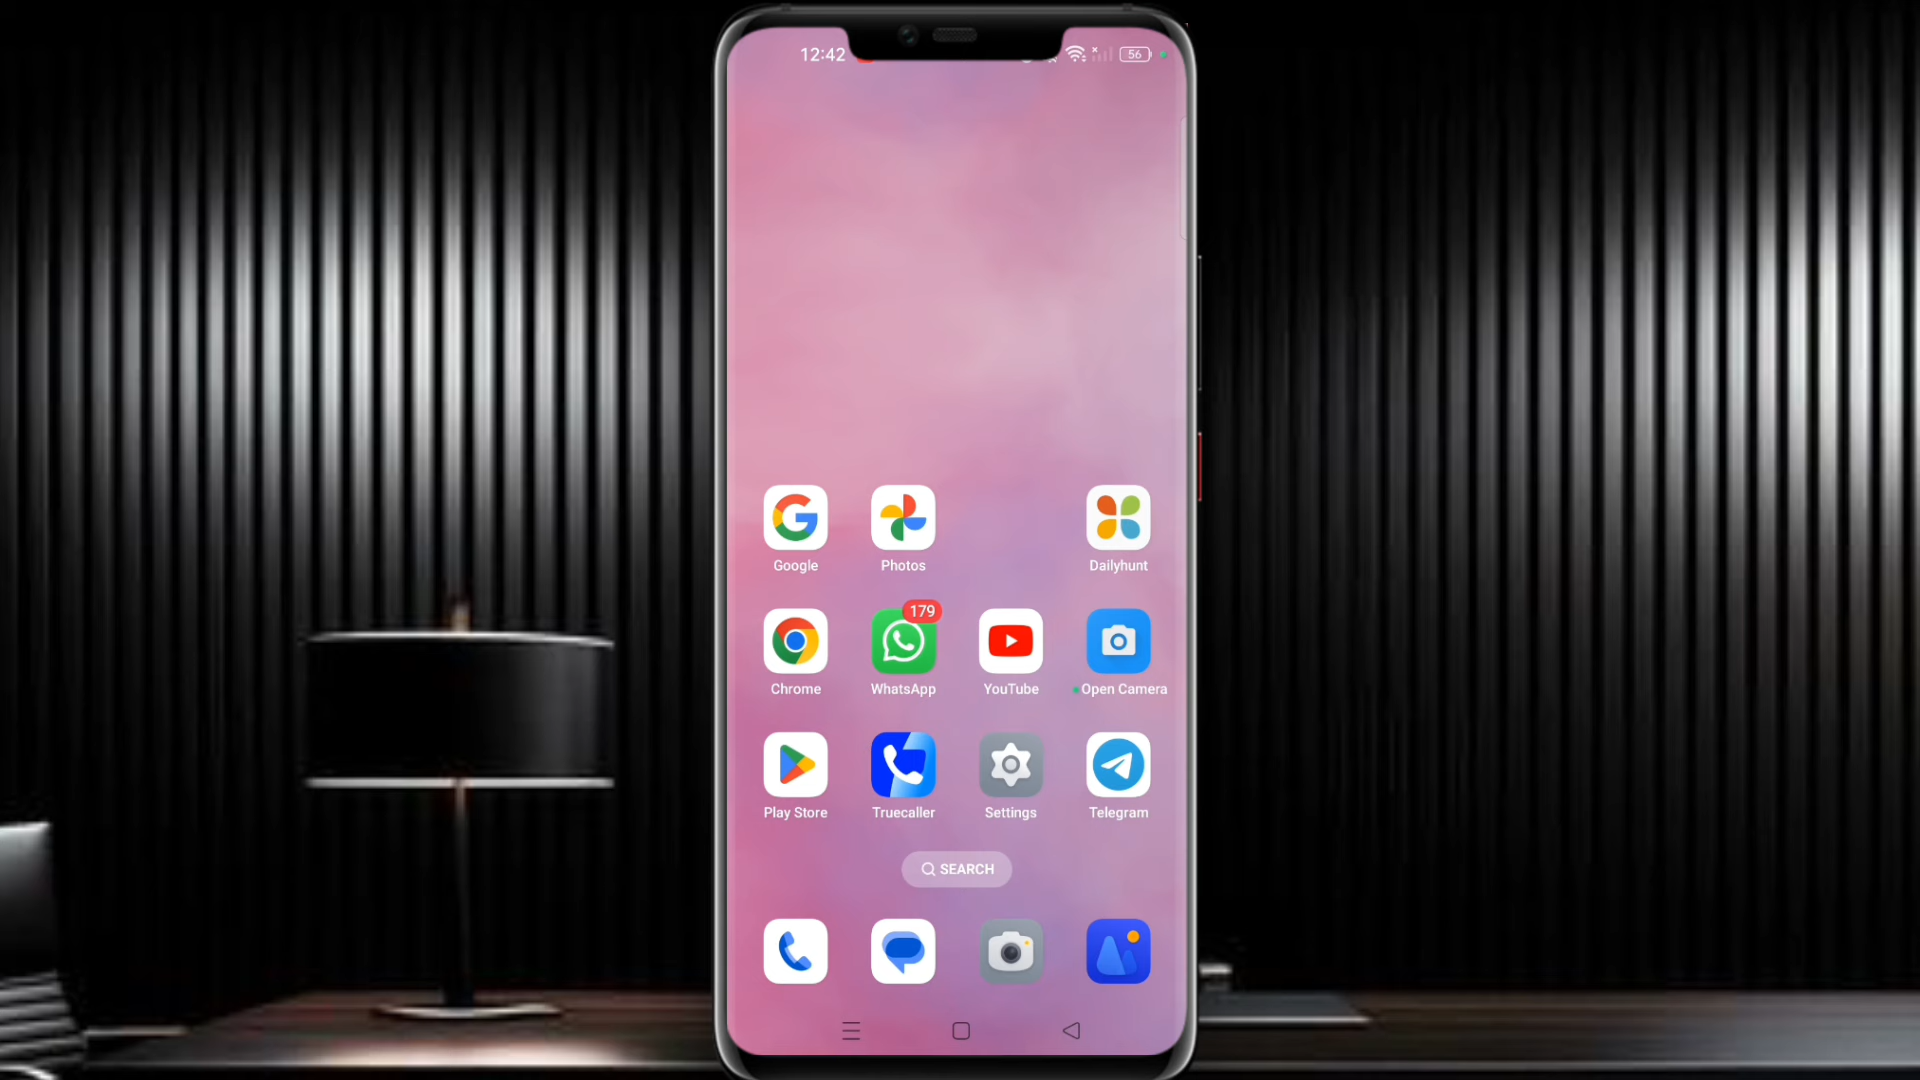 12:42
56
Google
Photos
Dailyhunt
179
Chrome
WhatsApp
YouTube
Open Camera
Play Store
Truecaller
Settings
Telegram
SEARCH